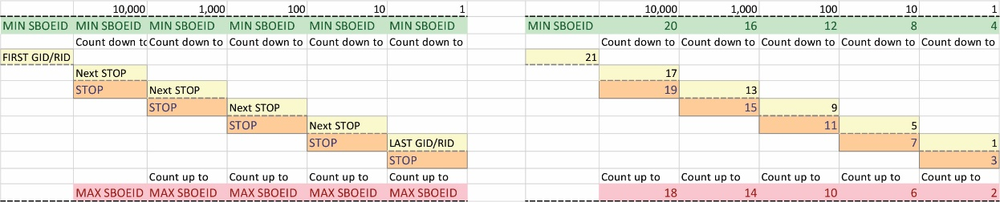 10,000 1,000 100 10 1 10,000 1,000 100 10 1
MIN SBOEID MIN SBOEID MIN SBOEID MIN SBOEID MIN SBOEID MIN SBOEID MIN SBOEID 20 16 12 8 4
Count down to Count down to Count down to Count down to Count down to Count down to Count down to Count down to Count down to Count down to
FIRST GID/RID 21
Next STOP 17
STOP Next STOP 19 13
STOP Next STOP 15 9
STOP Next STOP 11 5
STOP LAST GID/RID 7 1
STOP 3
Count up to Count up to Count up to Count up to Count up to Count up to Count up to Count up to Count up to
MAX SBOEID MAX SBOEID MAX SBOEID MAX SBOEID MAX SBOEID 18 14 10 6 2